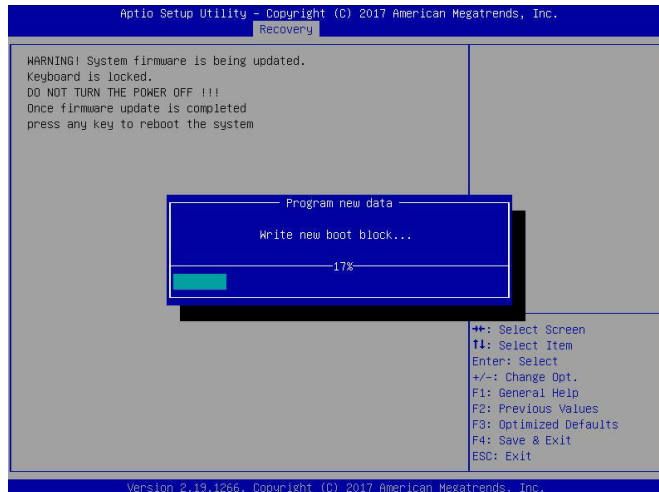 Aptio Setup Utility – Copyright (C) 2017 American Megatrends, Inc.
Recovery
WARNING! System firmware is being updated.
Keyboard is locked.
DO NOT TURN THE POWER OFF !!!
Once firmware update is completed
press any key to reboot the system
Program new data
Write new boot block...
17%
→←: Select Screen
↑↓: Select Item
Enter: Select
+/-: Change Opt.
F1: General Help
F2: Previous Values
F3: Optimized Defaults
F4: Save & Exit
ESC: Exit
Version 2.19.1266. Copyright (C) 2017 American Megatrends, Inc.